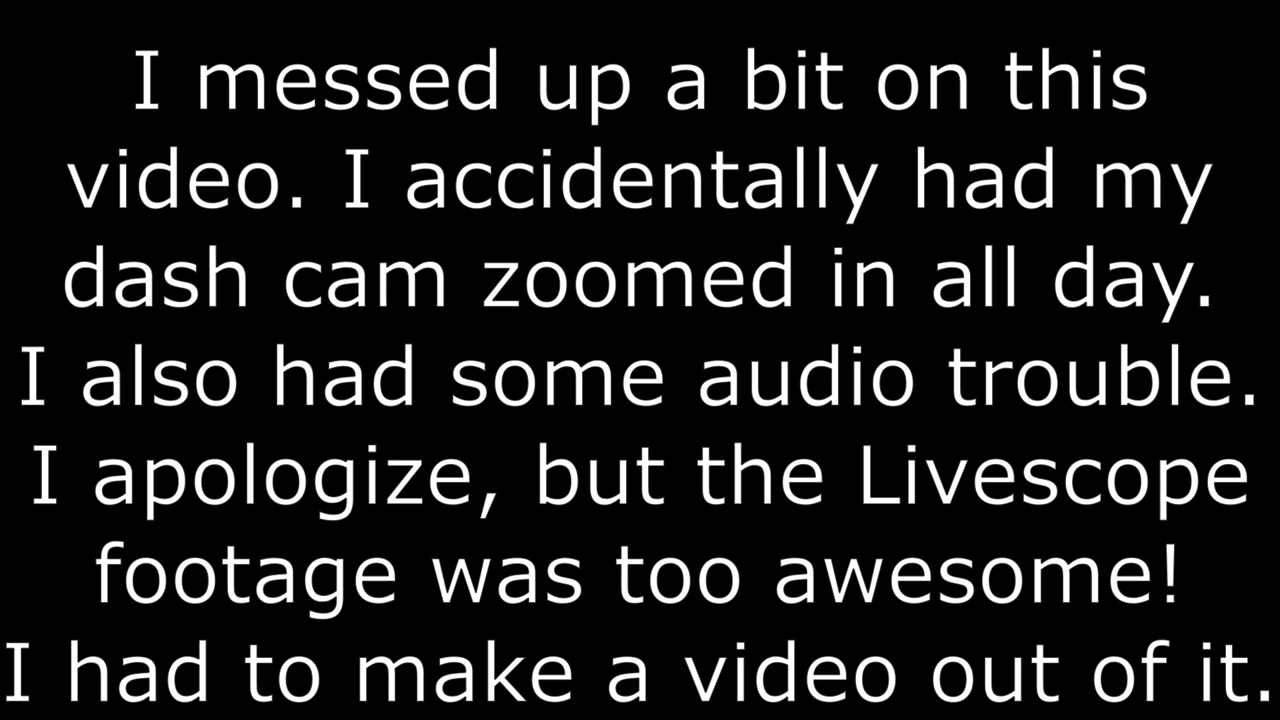 I messed up a bit on this
video. I accidentally had my
dash cam zoomed in all day.
I also had some audio trouble.
I apologize, but the Livescope
footage was too awesome!
I had to make a video out of it.